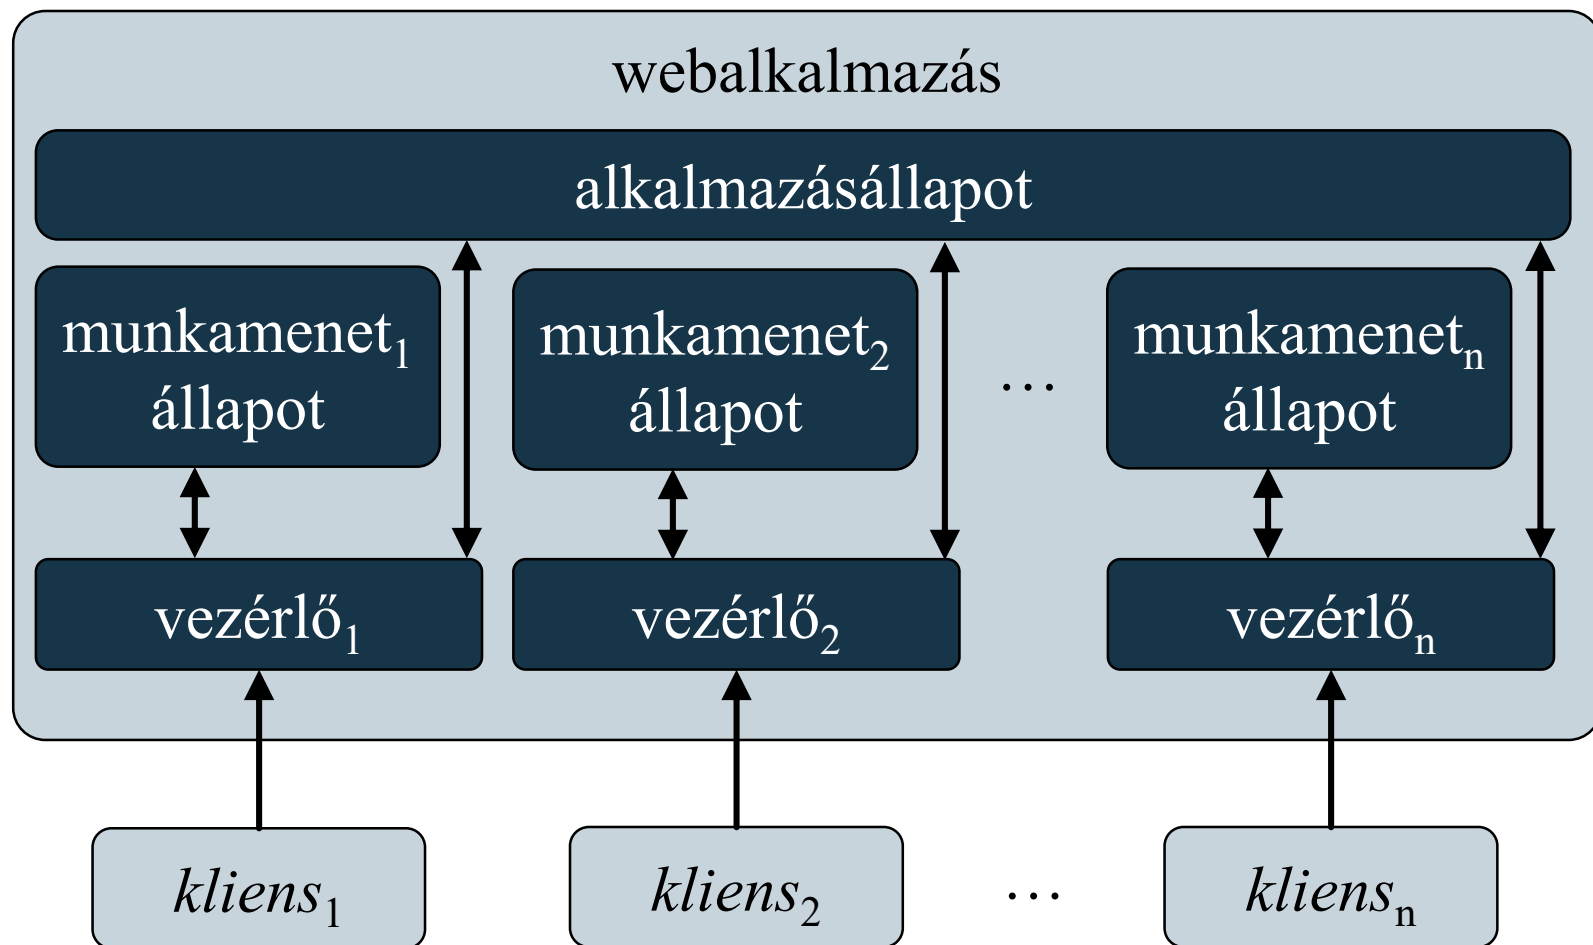 webalkalmazás
alkalmazásállapot
munkamenet₁
állapot
munkamenet₂
állapot
...
munkamenetₙ
állapot
vezérlő₁
vezérlő₂
vezérlőₙ
kliens₁
kliens₂
...
kliensₙ